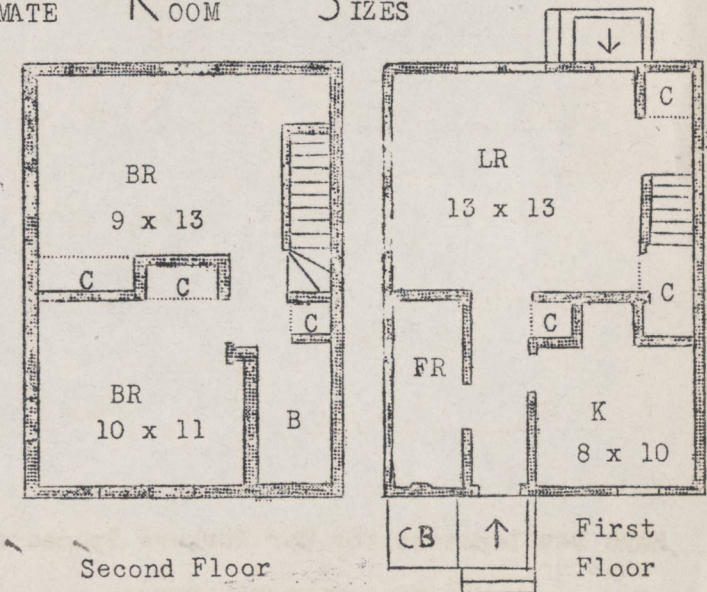 MATE ROOM SIZES
BR
9 x 13
C
C
C
BR
10 x 11
B
Second Floor
C
LR
13 x 13
C
C
FR
K
8 x 10
CB
First
Floor